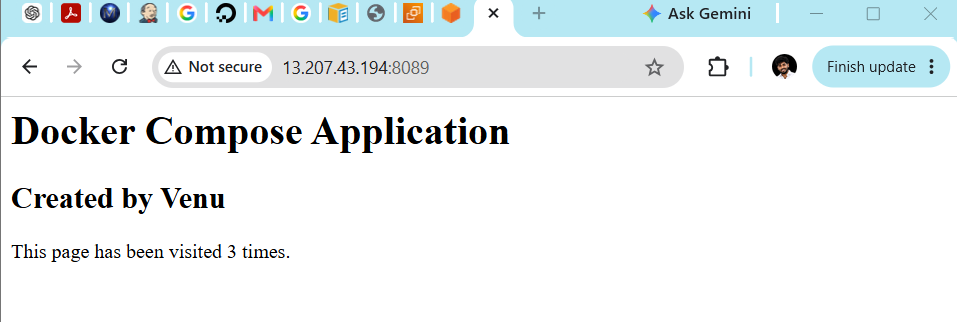 Ask Gemini
Not secure 13.207.43.194:8089 Finish update
Docker Compose Application
Created by Venu
This page has been visited 3 times.